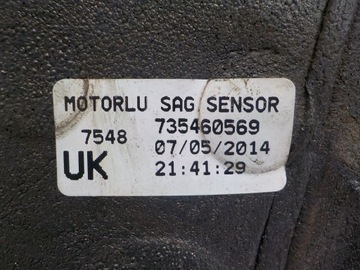 MOTORLU SAG SENSOR
7548 735460569
UK 07/05/2014
21:41:29